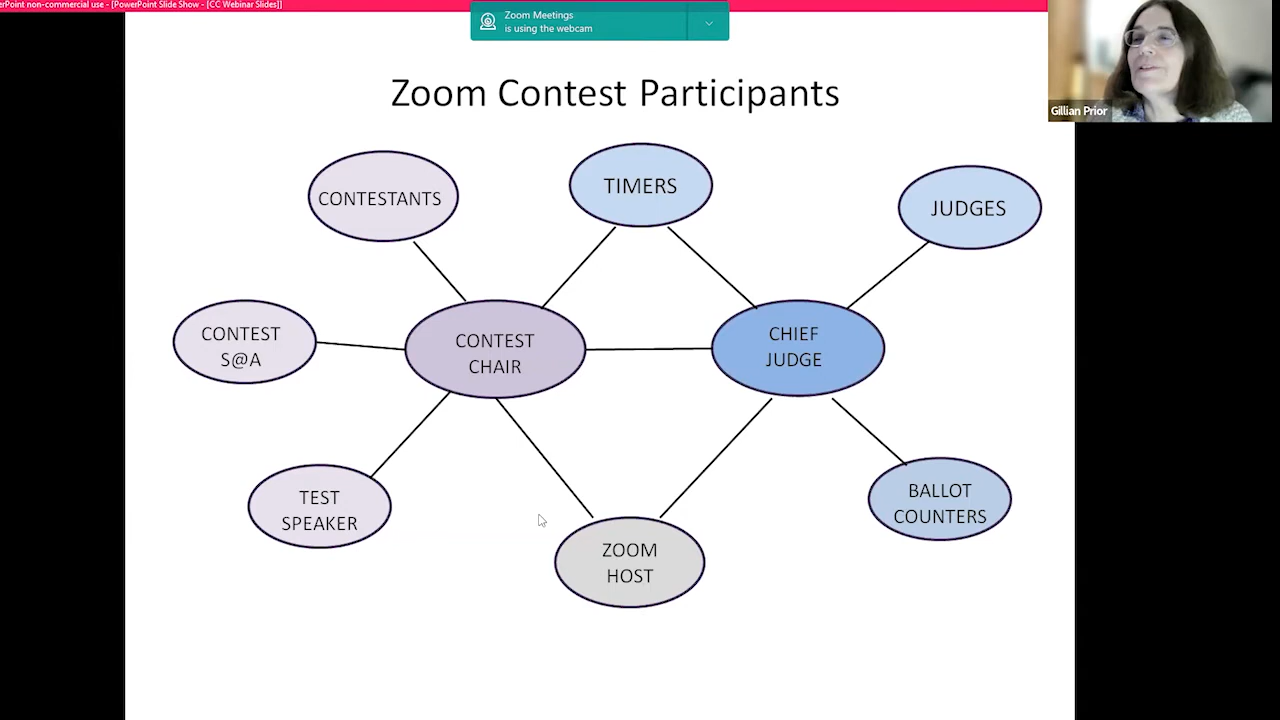 erPoint non-commercial use - [PowerPoint Slide Show - [CC Webinar Slides]]
Zoom Meetings
is using the webcam
Gillian Prior
Zoom Contest Participants
CONTESTANTS
TIMERS
JUDGES
CONTEST
S@A
CONTEST
CHAIR
CHIEF
JUDGE
TEST
SPEAKER
ZOOM
HOST
BALLOT
COUNTERS